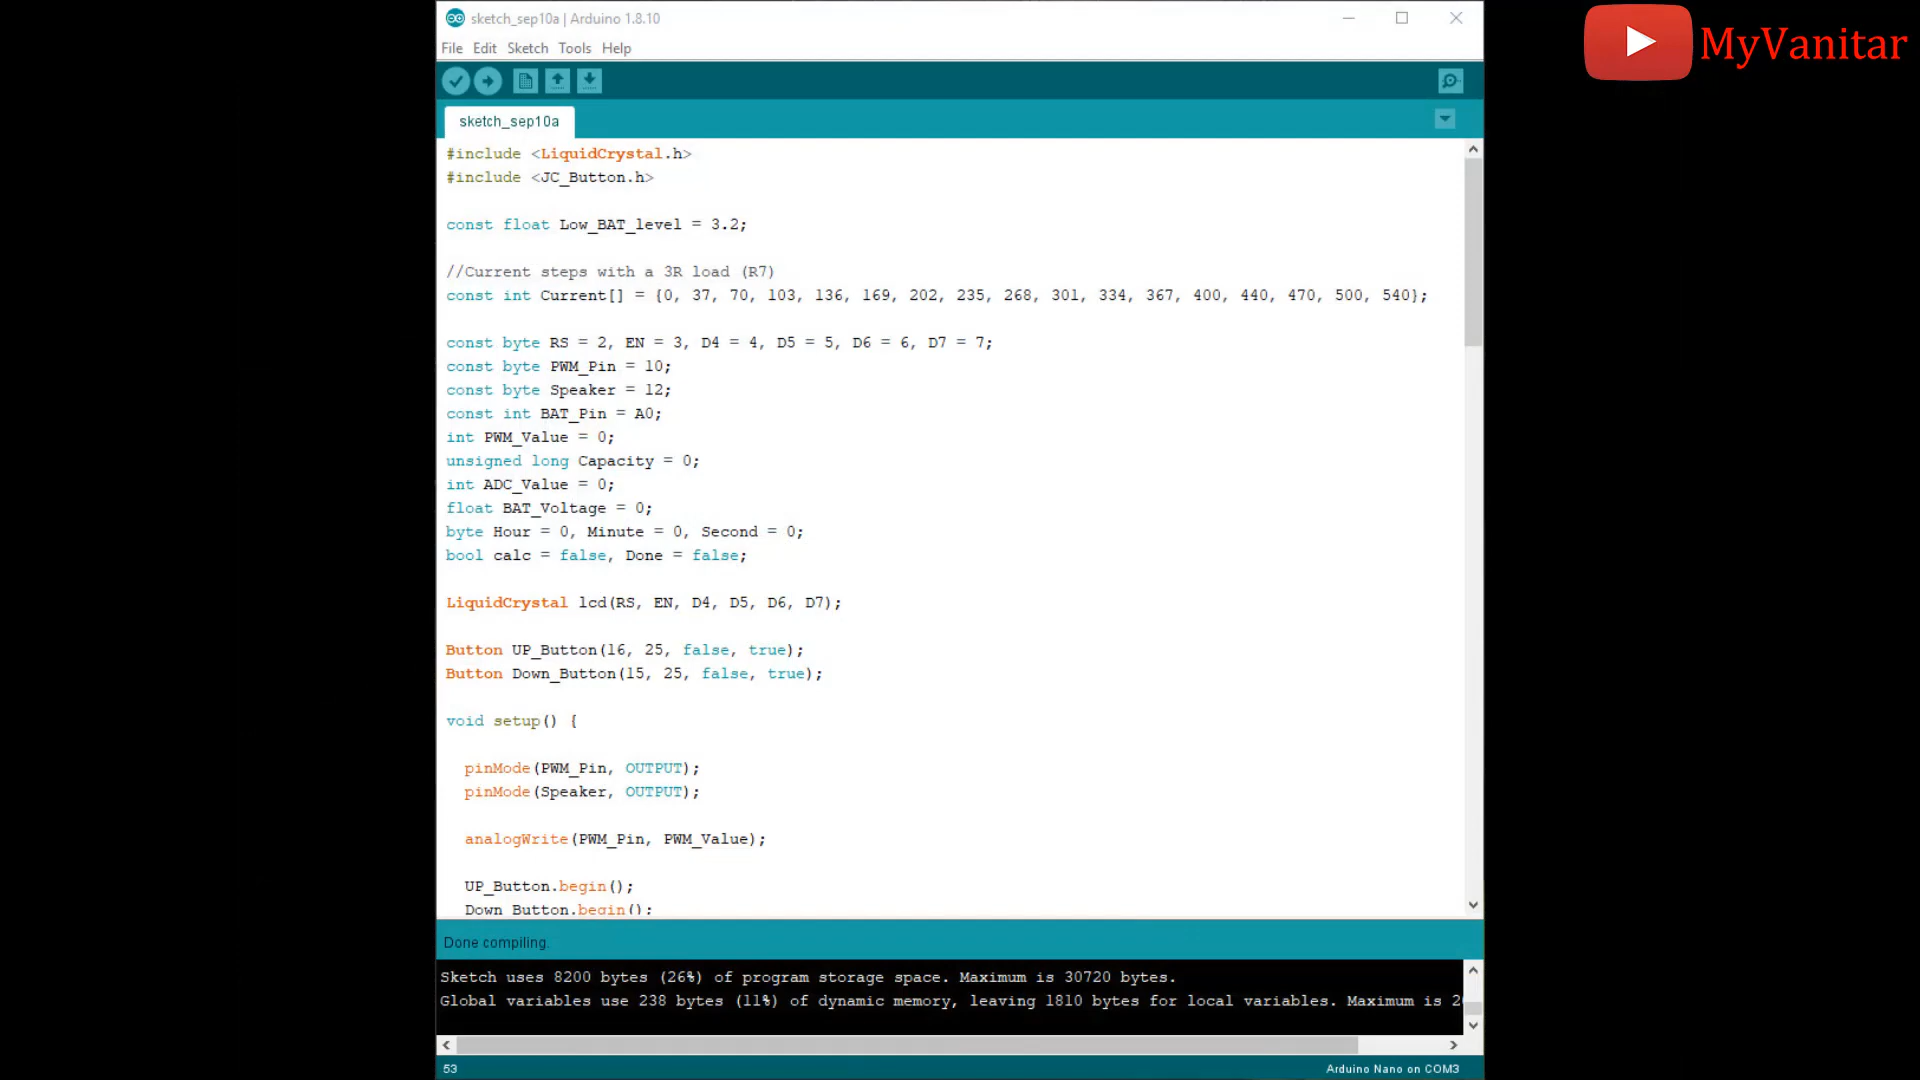 sketch_sep10a | Arduino 1.8.10
MyVanitar
File Edit Sketch Tools Help
sketch_sep10a
#include <LiquidCrystal.h>
#include <JC_Button.h>
const float Low_BAT_level = 3.2;
//Current steps with a 3R load (R7)
const int Current[] = {0, 37, 70, 103, 136, 169, 202, 235, 268, 301, 334, 367, 400, 440, 470, 500, 540};
const byte RS = 2, EN = 3, D4 = 4, D5 = 5, D6 = 6, D7 = 7;
const byte PWM_Pin = 10;
const byte Speaker = 12;
const int BAT_Pin = A0;
int PWM_Value = 0;
unsigned long Capacity = 0;
int ADC_Value = 0;
float BAT_Voltage = 0;
byte Hour = 0, Minute = 0, Second = 0;
bool calc = false, Done = false;
LiquidCrystal lcd(RS, EN, D4, D5, D6, D7);
Button UP_Button(16, 25, false, true);
Button Down_Button(15, 25, false, true);
void setup() {
pinMode(PWM_Pin, OUTPUT);
pinMode(Speaker, OUTPUT);
analogWrite(PWM_Pin, PWM_Value);
UP_Button.begin();
Down_Button.begin();
Done compiling.
Sketch uses 8200 bytes (26%) of program storage space. Maximum is 30720 bytes.
Global variables use 238 bytes (11%) of dynamic memory, leaving 1810 bytes for local variables. Maximum is
53
Arduino Nano on COM3